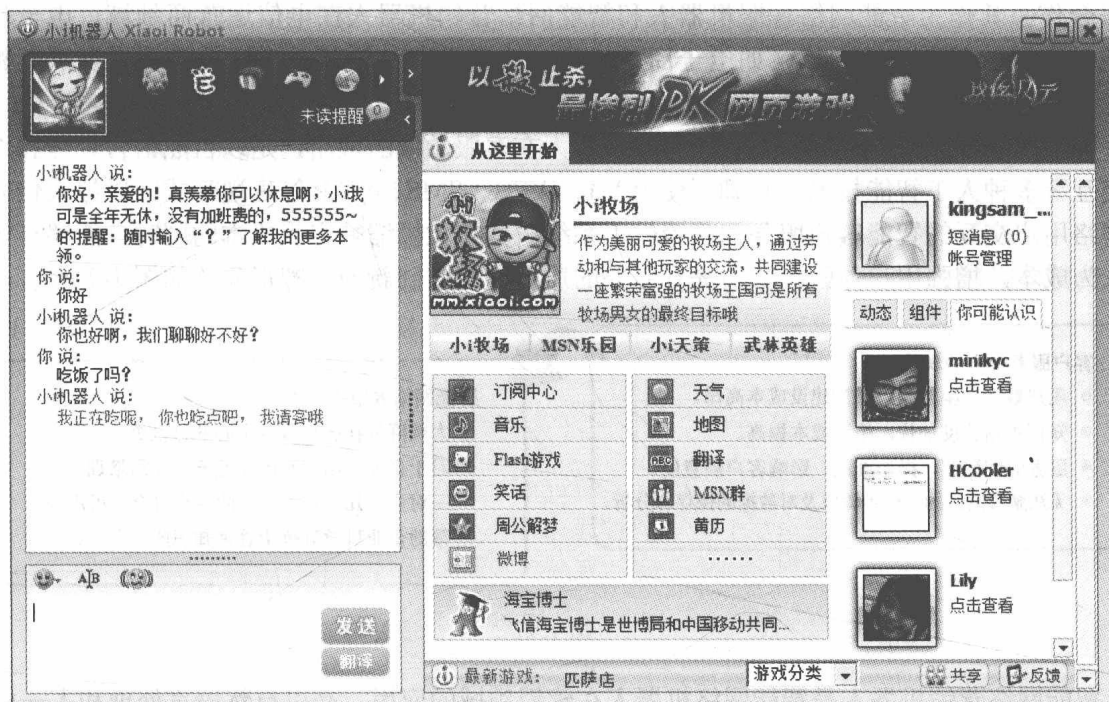 小i机器人 Xiaoi Robot
未读提醒 0
小i机器人 说:
你好，亲爱的！真羡慕你可以休息啊，小i我
可是全年无休，没有加班费的，555555~
i的提醒：随时输入“？”了解我的更多本
领。
你 说:
你好
小i机器人 说:
你也好啊，我们聊聊好不好？
你 说:
吃饭了吗？
小i机器人 说:
我正在吃呢， 你也吃点吧， 我请客哦
发送
翻译
以杀止杀，
最惨烈PK网页游戏
从这里开始
小i
牧场
mm.xiaoi.com
小i牧场
作为美丽可爱的牧场主人，通过劳
动和与其他玩家的交流，共同建设
一座繁荣富强的牧场王国可是所有
牧场男女的最终目标哦
小i牧场 MSN乐园 小i天策 武林英雄
订阅中心 天气
音乐 地图
Flash游戏 ABC 翻译
笑话 MSN群
周公解梦 黄历
微博 ······
海宝博士
飞信海宝博士是世博局和中国移动共同...
最新游戏： 匹萨店 游戏分类 共享 反馈
kingsam_...
短消息 (0)
帐号管理
动态 组件 你可能认识
minikyc
点击查看
HCooler
点击查看
Lily
点击查看